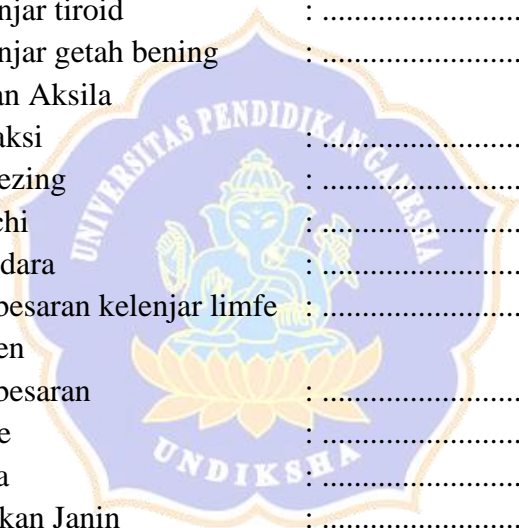 njar tiroid : ................................
njar getah bening : ................................
an Aksila
aksi : ................................
ezing : ................................
chi : ................................
dara : ................................
besaran kelenjar limfe : ................................
en
besaran : ................................
e : ................................
a : ................................
kan Janin : ................................
UNIVERSITAS PENDIDIKAN GANESHA
UNDIKSHA